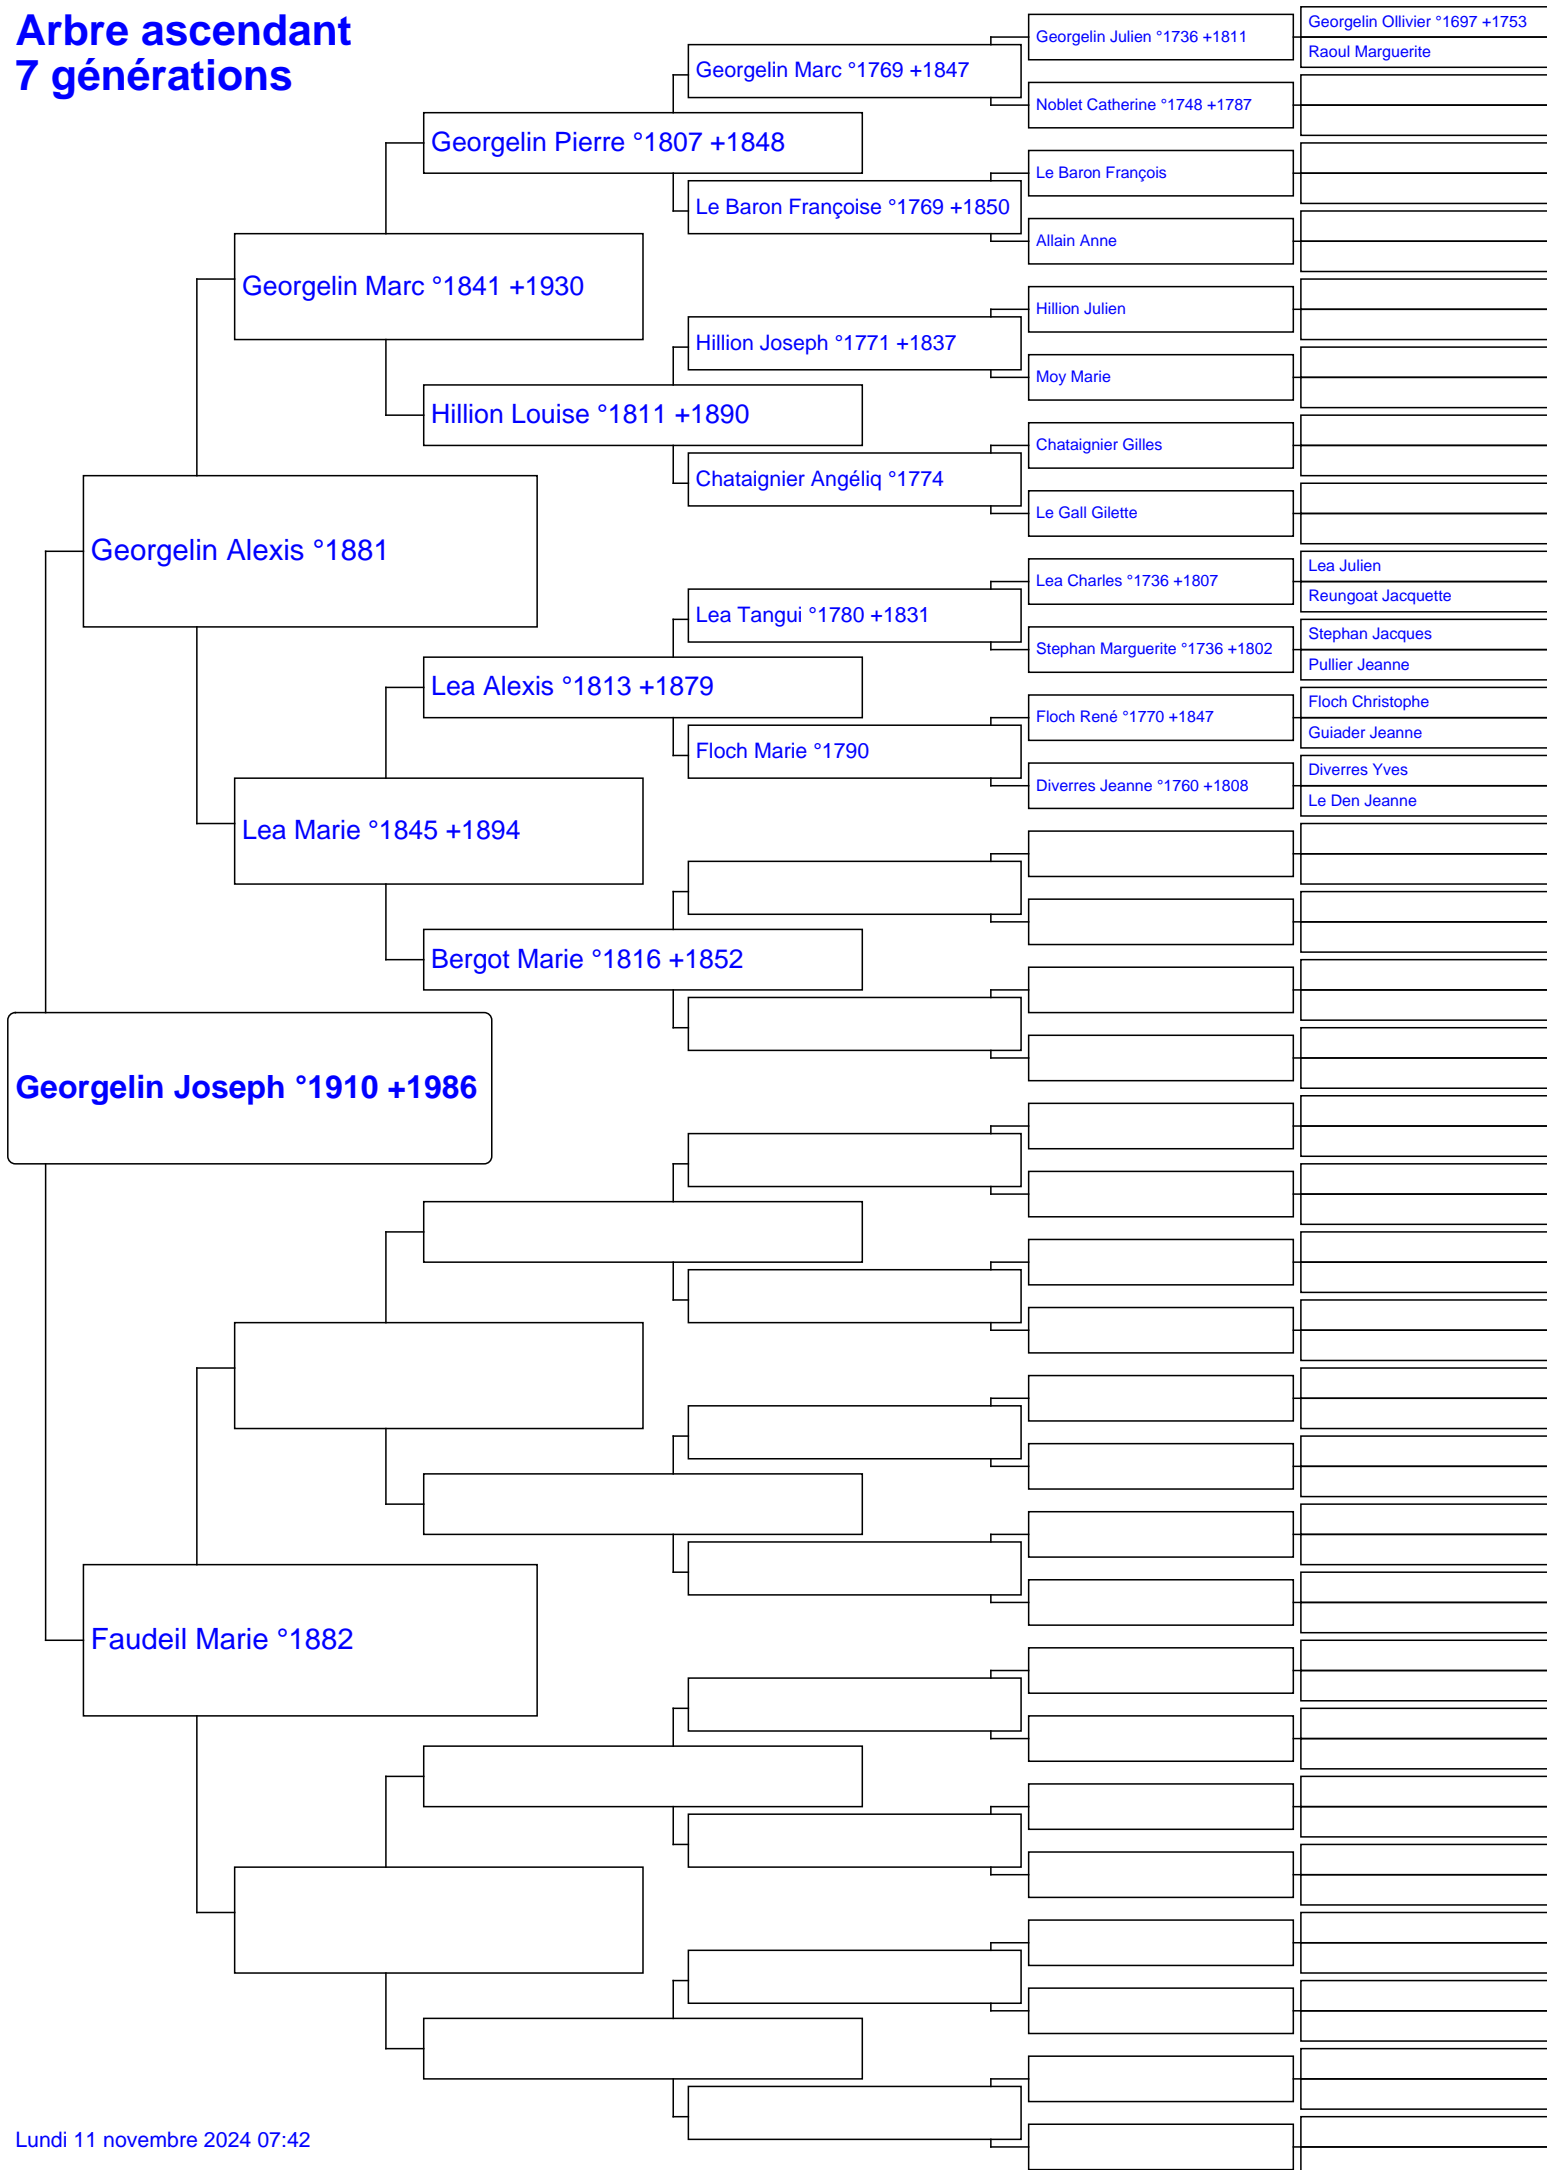 Arbre ascendant
7 générations
Georgelin Joseph °1910 +1986
Georgelin Alexis °1881
Faudeil Marie °1882
Georgelin Marc °1841 +1930
Lea Marie °1845 +1894
Georgelin Pierre °1807 +1848
Hillion Louise °1811 +1890
Lea Alexis °1813 +1879
Bergot Marie °1816 +1852
Georgelin Marc °1769 +1847
Le Baron Françoise °1769 +1850
Hillion Joseph °1771 +1837
Chataignier Angéliq °1774
Lea Tangui °1780 +1831
Floch Marie °1790
Georgelin Julien °1736 +1811
Noblet Catherine °1748 +1787
Le Baron François
Allain Anne
Hillion Julien
Moy Marie
Chataignier Gilles
Le Gall Gilette
Lea Charles °1736 +1807
Stephan Marguerite °1736 +1802
Floch René °1770 +1847
Diverres Jeanne °1760 +1808
Georgelin Ollivier °1697 +1753
Raoul Marguerite
Lea Julien
Reungoat Jacquette
Stephan Jacques
Pullier Jeanne
Floch Christophe
Guiader Jeanne
Diverres Yves
Le Den Jeanne
Lundi 11 novembre 2024 07:42